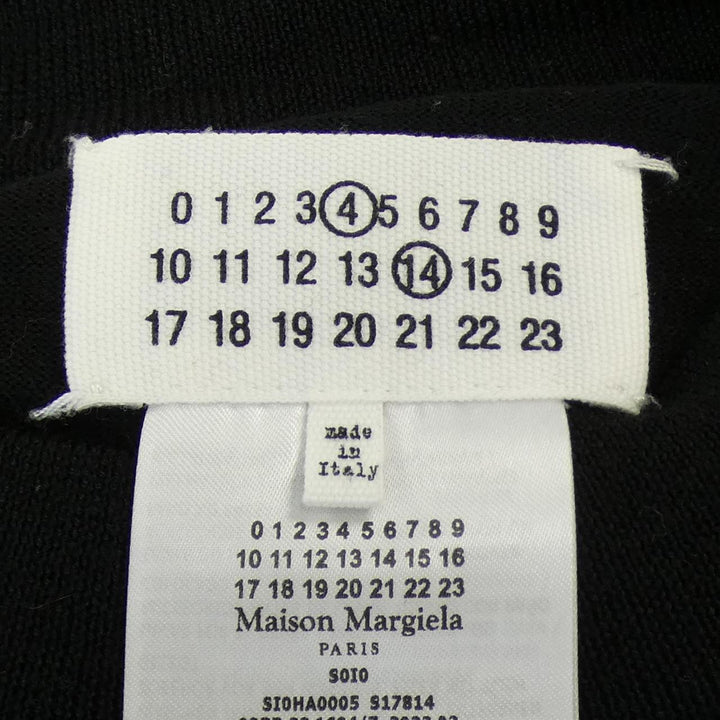 0 1 2 3 4 5 6 7 8 9
10 11 12 13 14 15 16
17 18 19 20 21 22 23
made
in
Italy
0 1 2 3 4 5 6 7 8 9
10 11 12 13 14 15 16
17 18 19 20 21 22 23
Maison Margiela
PARIS
S0I0
SI0HA0005 S17814